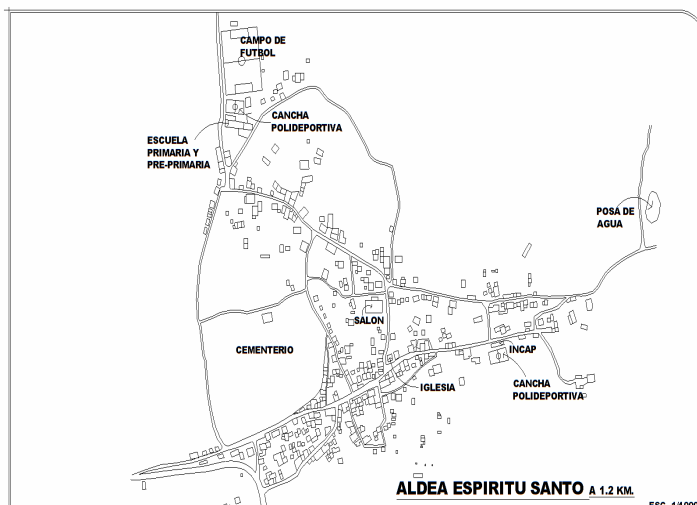 CAMPO DE
FUTBOL
CANCHA
POLIDEPORTIVA
ESCUELA
PRIMARIA Y
PRE-PRIMARIA
POSA DE
AGUA
SALON
CEMENTERIO
INCAP
IGLESIA
CANCHA
POLIDEPORTIVA
ALDEA ESPIRITU SANTO A 1.2 KM.